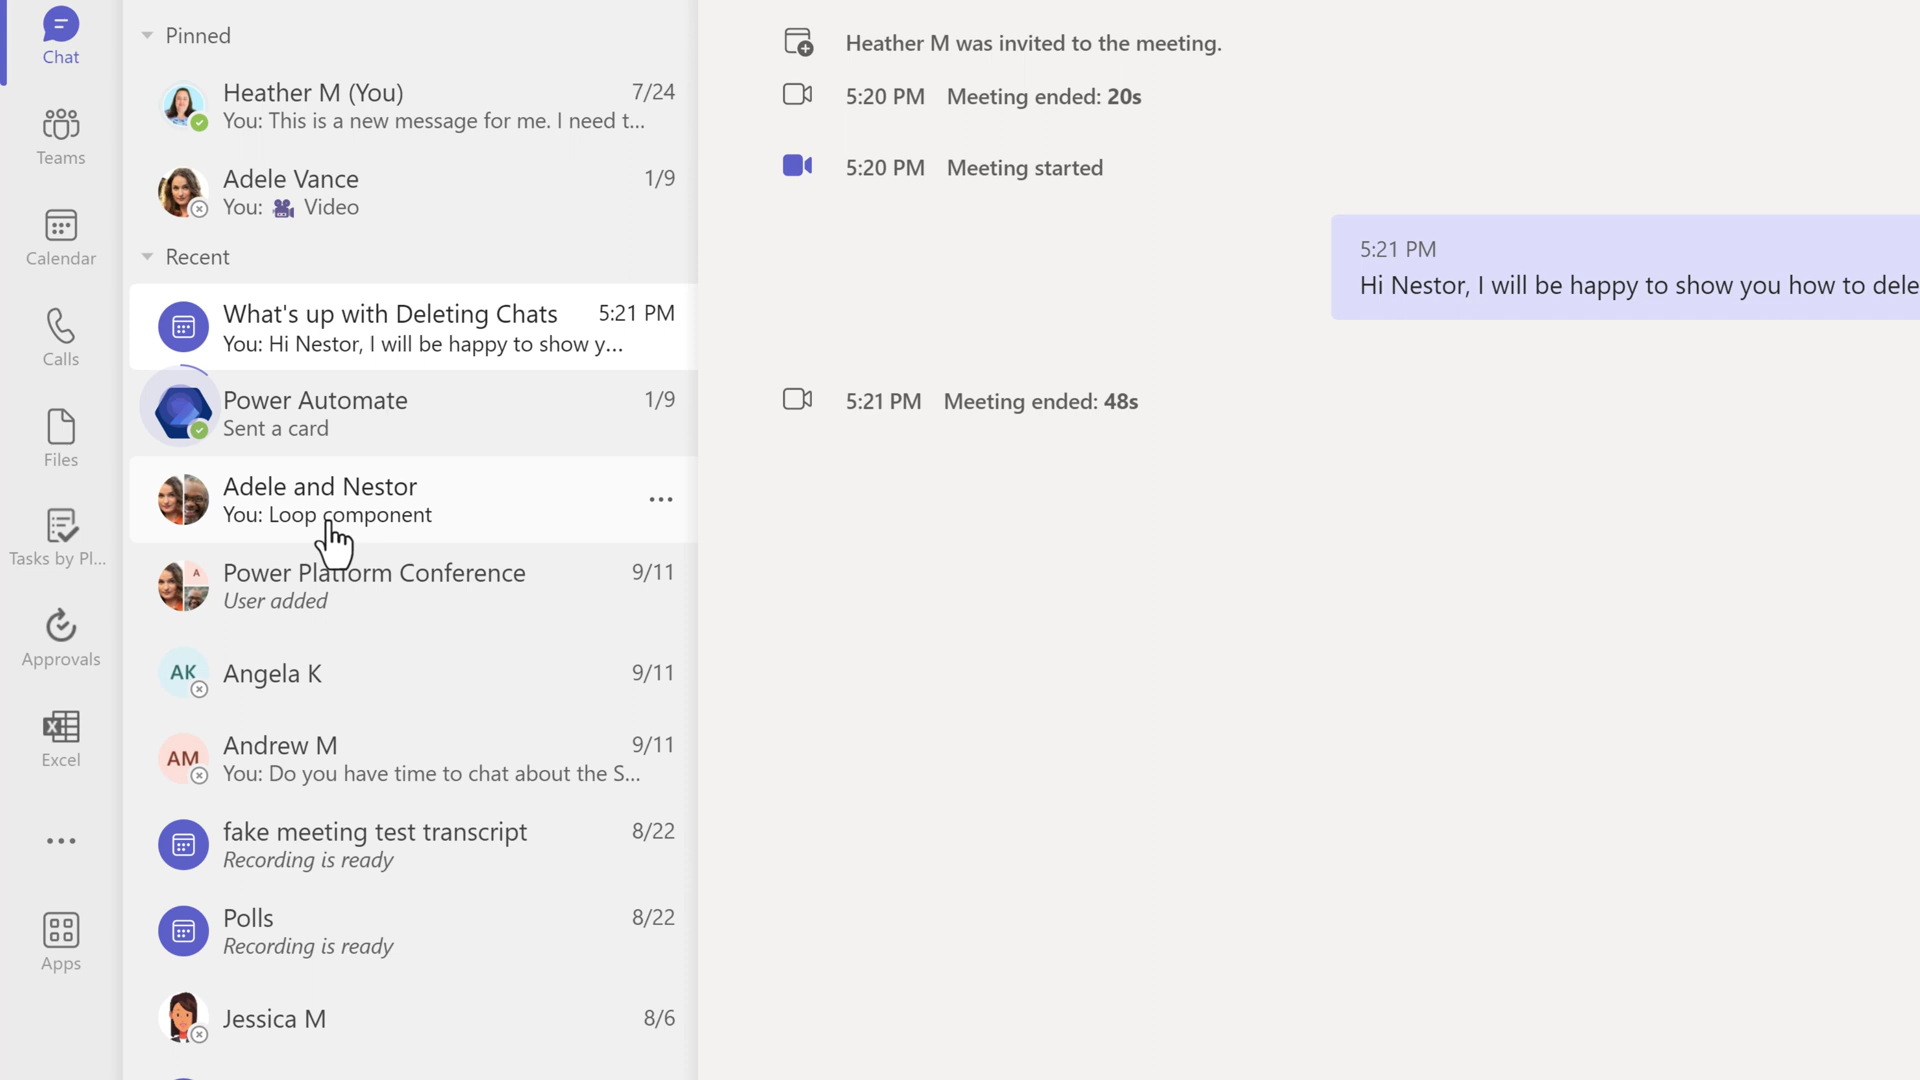 Chat
Teams
Calendar
Calls
Files
Tasks by Pl...
Approvals
Excel
Apps
Pinned
Heather M (You) 7/24
You: This is a new message for me. I need t...
Adele Vance 1/9
You: Video
Recent
What's up with Deleting Chats 5:21 PM
You: Hi Nestor, I will be happy to show y...
Power Automate 1/9
Sent a card
Adele and Nestor
You: Loop component
Power Platform Conference 9/11
User added
AK Angela K 9/11
AM Andrew M 9/11
You: Do you have time to chat about the S...
fake meeting test transcript 8/22
Recording is ready
Polls 8/22
Recording is ready
Jessica M 8/6
A
Heather M was invited to the meeting.
5:20 PM Meeting ended: 20s
5:20 PM Meeting started
5:21 PM
Hi Nestor, I will be happy to show you how to dele
5:21 PM Meeting ended: 48s